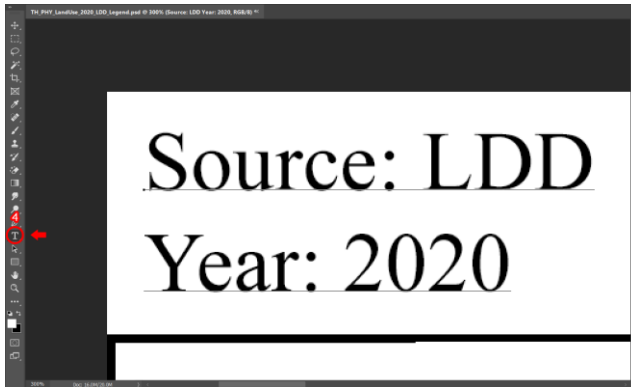 TH_PHY_LandUse_2020_LDD_Legend.psd @ 300% (Source: LDD Year: 2020, RGB/8) *
Source: LDD
Year: 2020
4
T
300%